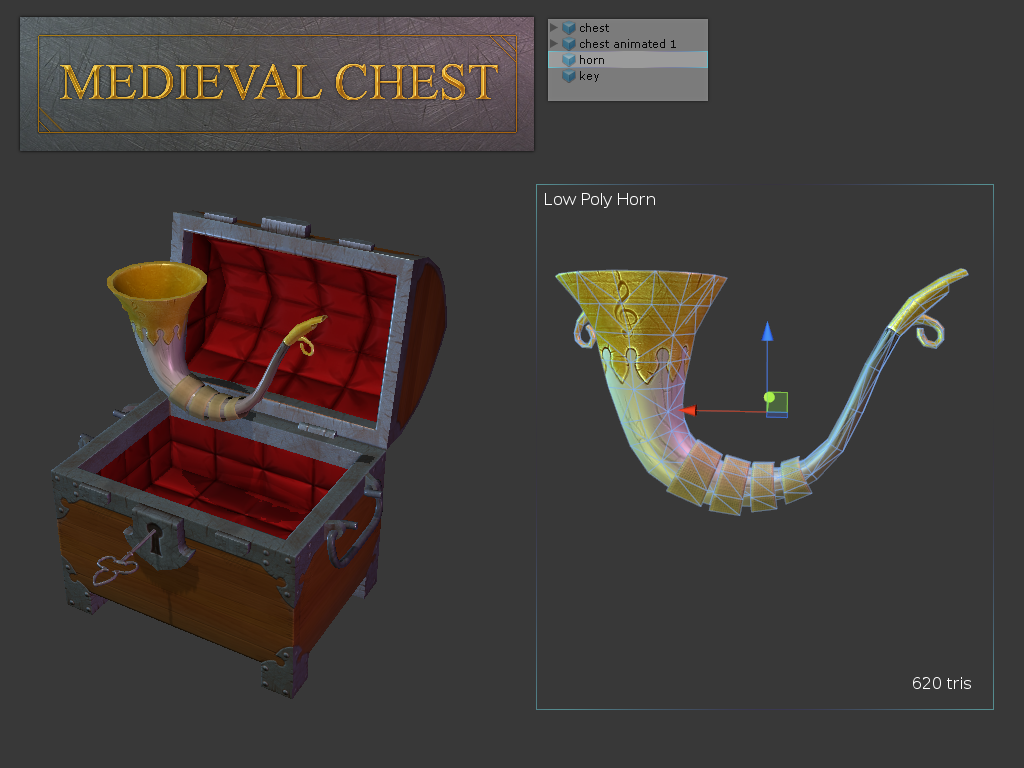 MEDIEVAL CHEST
chest
chest animated 1
horn
key
Low Poly Horn
620 tris